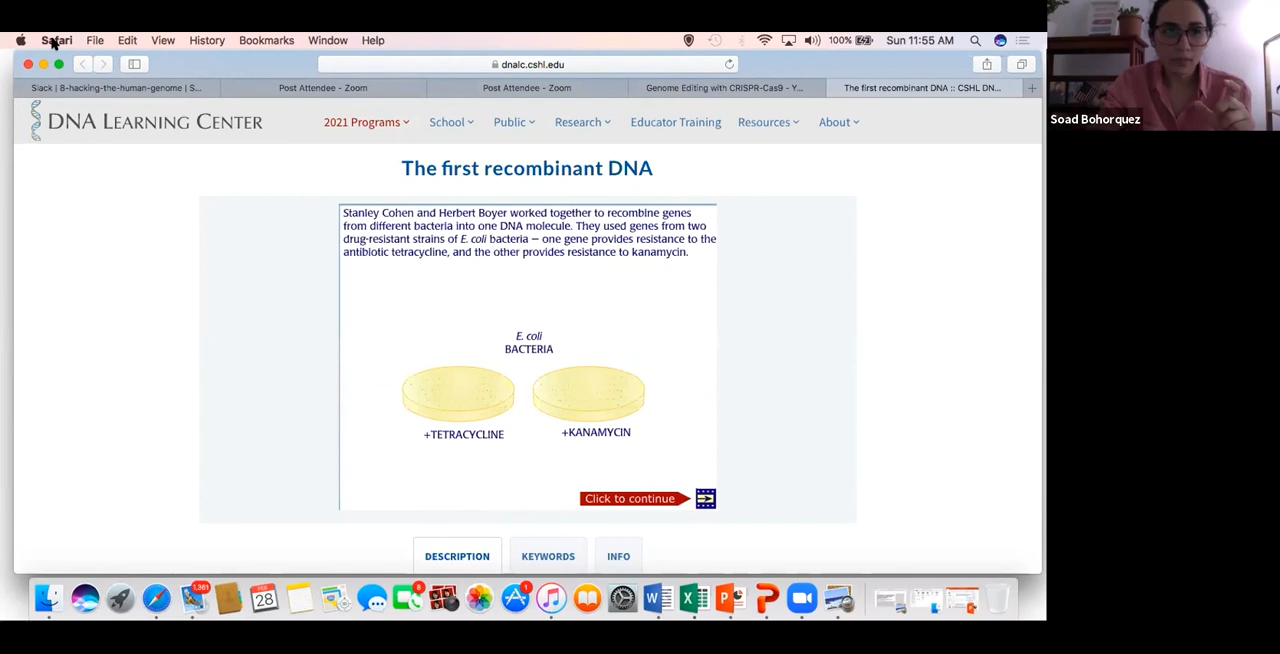 Safari File Edit View History Bookmarks Window Help 100% Sun 11:55 AM
dnalc.cshl.edu
Slack | 8-hacking-the-human-genome | S... Post Attendee - Zoom Post Attendee - Zoom Genome Editing with CRISPR-Cas9 - Y... The first recombinant DNA :: CSHL DN...
Soad Bohorquez
DNA LEARNING CENTER 2021 Programs School Public Research Educator Training Resources About
The first recombinant DNA
Stanley Cohen and Herbert Boyer worked together to recombine genes
from different bacteria into one DNA molecule. They used genes from two
drug-resistant strains of E. coli bacteria – one gene provides resistance to the
antibiotic tetracycline, and the other provides resistance to kanamycin.
E. coli
BACTERIA
+TETRACYCLINE +KANAMYCIN
Click to continue
DESCRIPTION KEYWORDS INFO
1,361 28 8 1
W X P